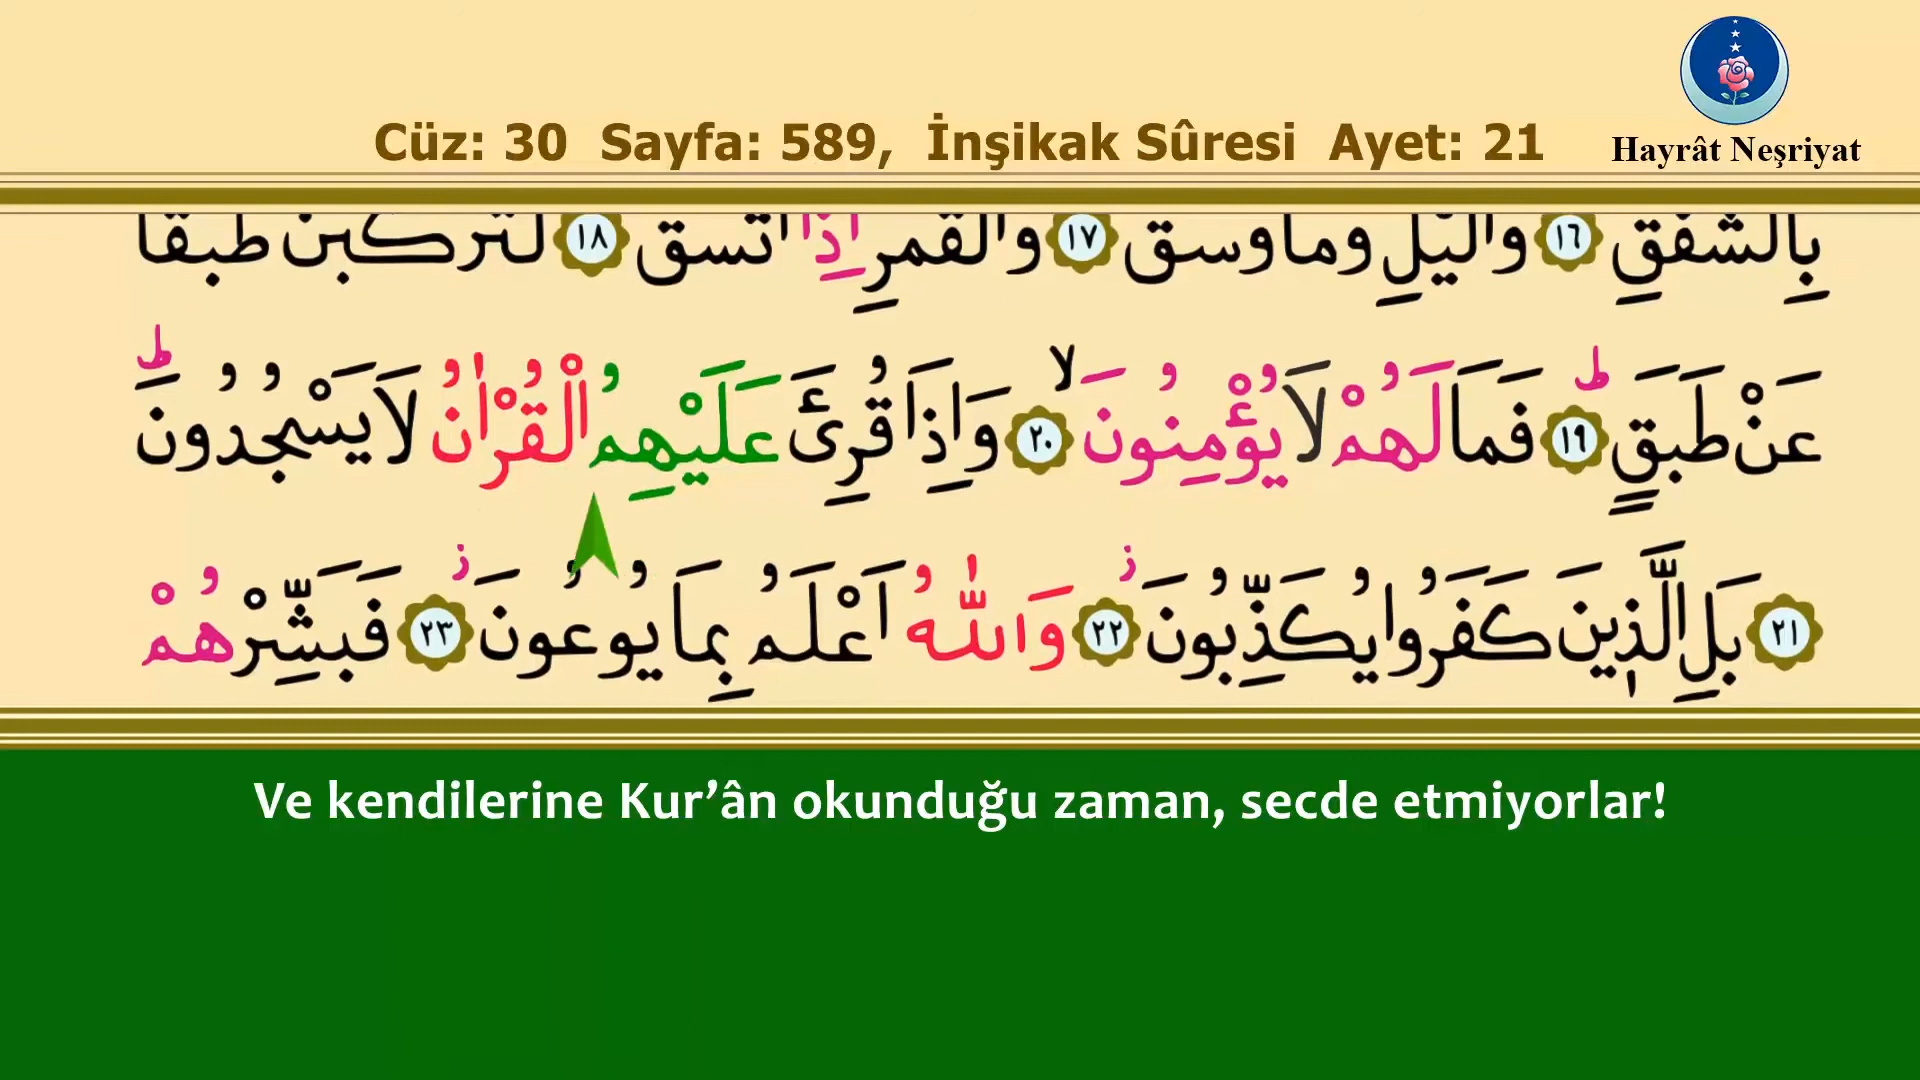 Cüz: 30 Sayfa: 589, İnşikak Sûresi Ayet: 21
Hayrât Neşriyat
بِالشَّفَقِ ﴿١٦﴾ وَالَّيْلِ وَمَا وَسَقَ ﴿١٧﴾ وَالْقَمَرِ اِذَا اتَّسَقَ ﴿١٨﴾ لَتَرْكَبُنَّ طَبَقًا
عَنْ طَبَقٍ ط ﴿١٩﴾ فَمَا لَهُمْ لَا يُؤْمِنُونَ لا ﴿٢٠﴾ وَاِذَا قُرِئَ عَلَيْهِمُ الْقُرْاٰنُ لَا يَسْجُدُونَ ط
﴿٢١﴾ بَلِ الَّذ۪ينَ كَفَرُوا يُكَذِّبُونَ ز ﴿٢٢﴾ وَاللّٰهُ اَعْلَمُ بِمَا يُوعُونَ ز ﴿٢٣﴾ فَبَشِّرْهُمْ
Ve kendilerine Kur’ân okunduğu zaman, secde etmiyorlar!